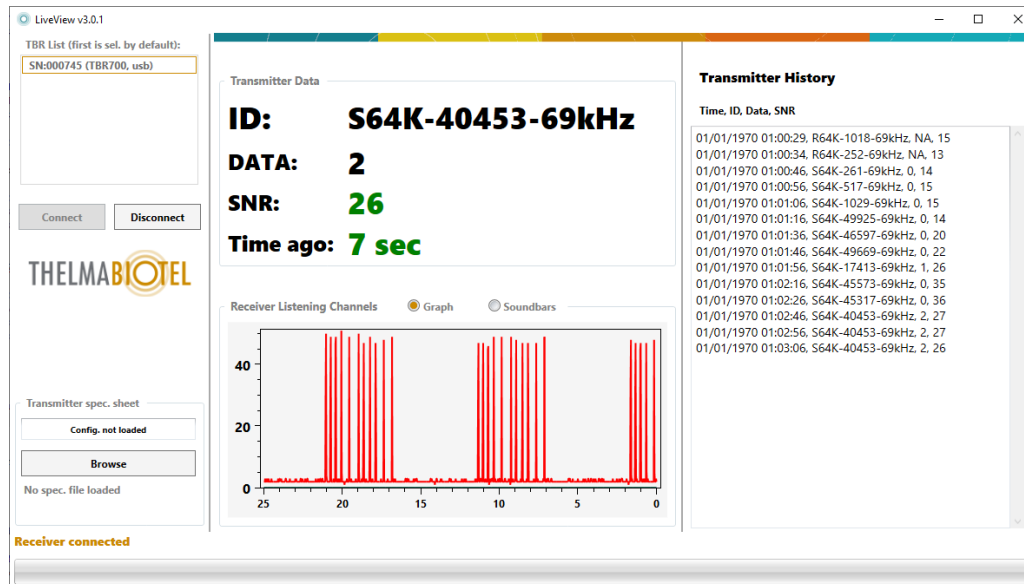 LiveView v3.0.1
TBR List (first is sel. by default):
SN:000745 (TBR700, usb)
Connect
Disconnect
THELMABIOTEL
Transmitter spec. sheet
Config. not loaded
Browse
No spec. file loaded
Receiver connected
Transmitter Data
ID: S64K-40453-69kHz
DATA: 2
SNR: 26
Time ago: 7 sec
Receiver Listening Channels
Graph
Soundbars
40
20
0
25 20 15 10 5 0
Transmitter History
Time, ID, Data, SNR
01/01/1970 01:00:29, R64K-1018-69kHz, NA, 15
01/01/1970 01:00:34, R64K-252-69kHz, NA, 13
01/01/1970 01:00:46, S64K-261-69kHz, 0, 14
01/01/1970 01:00:56, S64K-517-69kHz, 0, 15
01/01/1970 01:01:06, S64K-1029-69kHz, 0, 15
01/01/1970 01:01:16, S64K-49925-69kHz, 0, 14
01/01/1970 01:01:36, S64K-46597-69kHz, 0, 20
01/01/1970 01:01:46, S64K-49669-69kHz, 0, 22
01/01/1970 01:01:56, S64K-17413-69kHz, 1, 26
01/01/1970 01:02:16, S64K-45573-69kHz, 0, 35
01/01/1970 01:02:26, S64K-45317-69kHz, 0, 36
01/01/1970 01:02:46, S64K-40453-69kHz, 2, 27
01/01/1970 01:02:56, S64K-40453-69kHz, 2, 27
01/01/1970 01:03:06, S64K-40453-69kHz, 2, 26